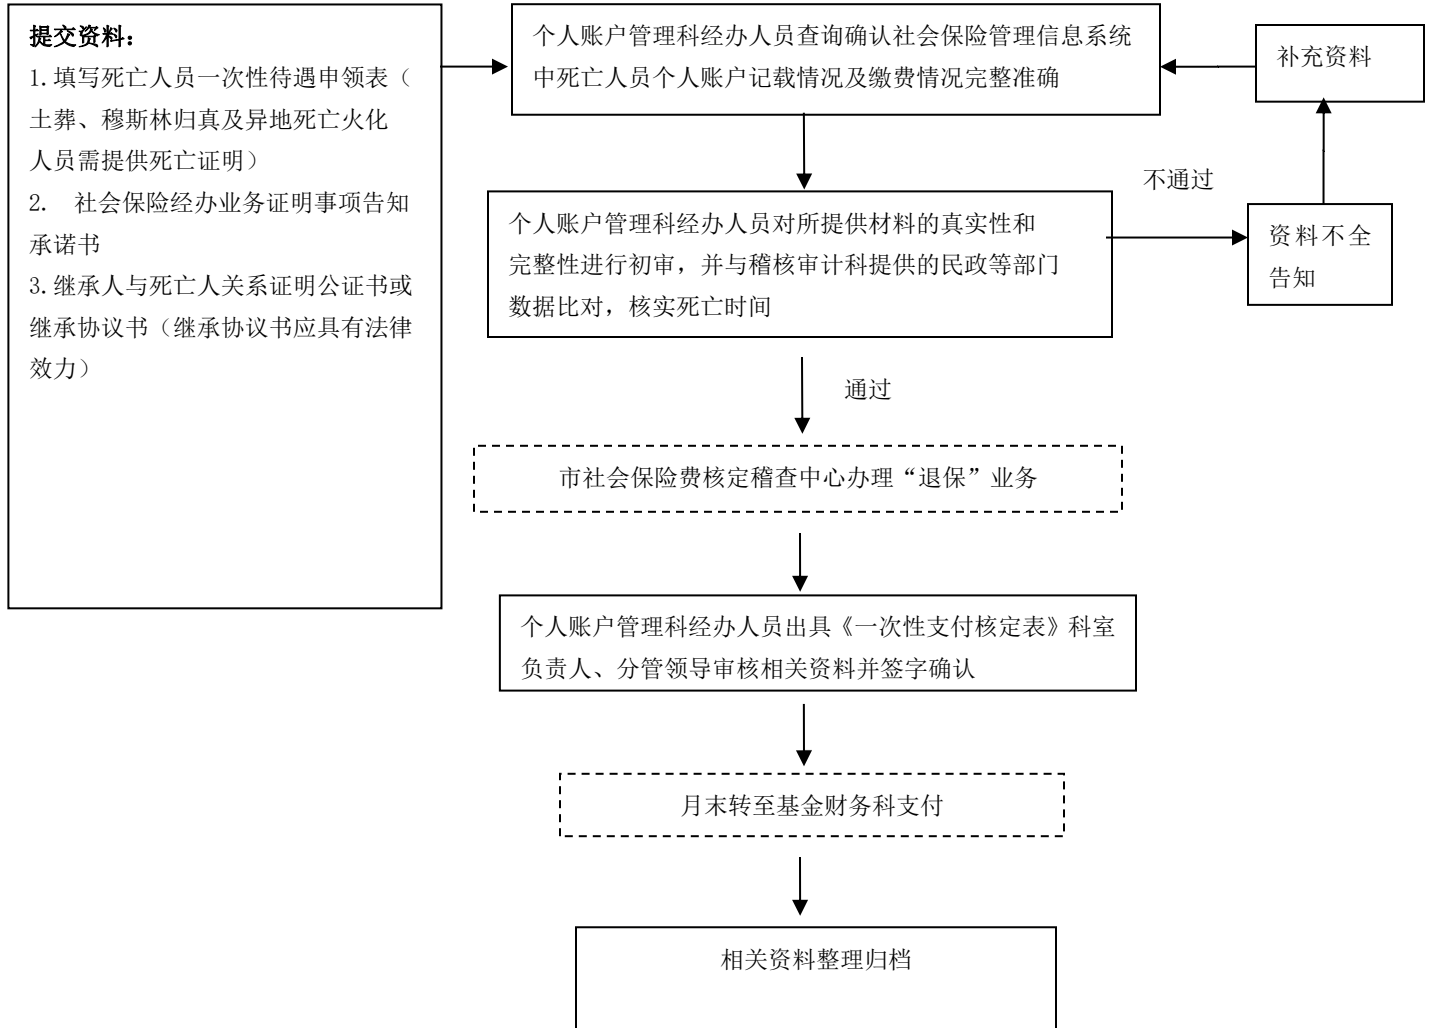 提交资料：
1.填写死亡人员一次性待遇申领表（
土葬、穆斯林归真及异地死亡火化
人员需提供死亡证明）
2. 社会保险经办业务证明事项告知
承诺书
3.继承人与死亡人关系证明公证书或
继承协议书（继承协议书应具有法律
效力）
个人账户管理科经办人员查询确认社会保险管理信息系统
中死亡人员个人账户记载情况及缴费情况完整准确
补充资料
不通过
个人账户管理科经办人员对所提供材料的真实性和
完整性进行初审，并与稽核审计科提供的民政等部门
数据比对，核实死亡时间
资料不全
告知
通过
市社会保险费核定稽查中心办理“退保”业务
个人账户管理科经办人员出具《一次性支付核定表》科室
负责人、分管领导审核相关资料并签字确认
月末转至基金财务科支付
相关资料整理归档